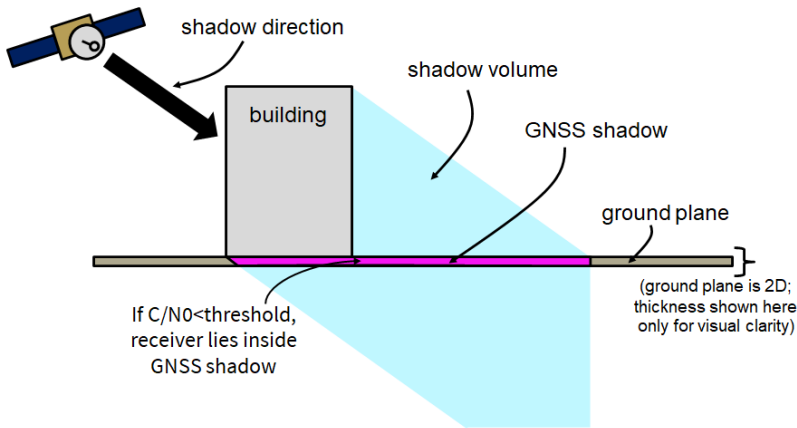 shadow direction
shadow volume
building
GNSS shadow
ground plane
(ground plane is 2D;
thickness shown here
only for visual clarity)
If C/N0<threshold,
receiver lies inside
GNSS shadow